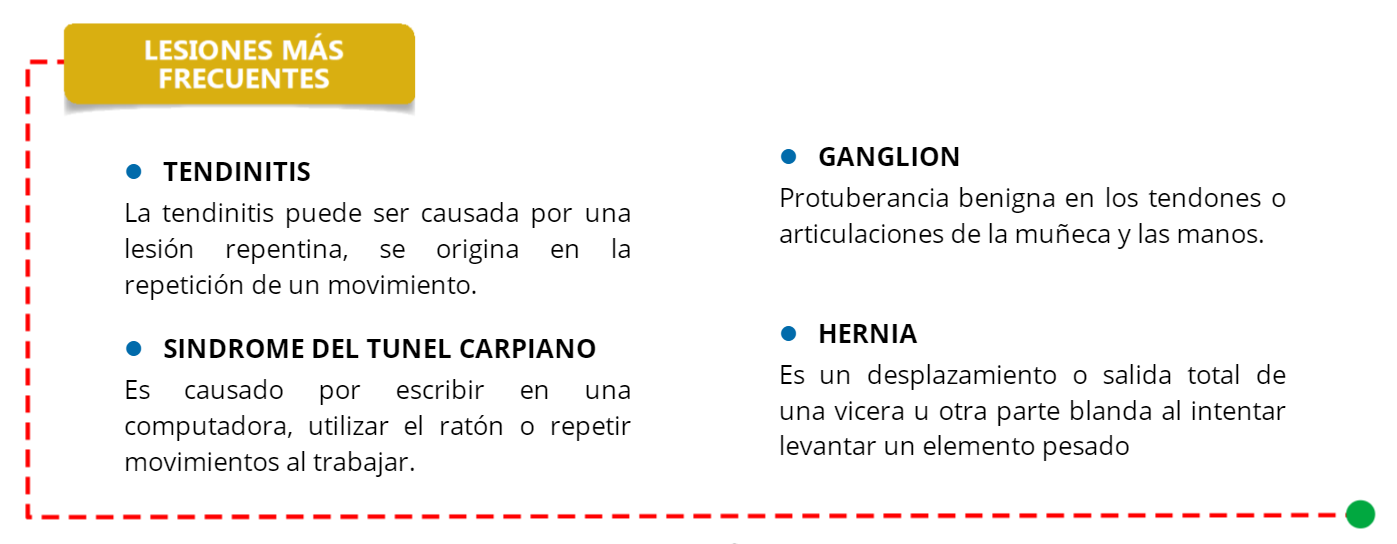 LESIONES MÁS
FRECUENTES
TENDINITIS
La tendinitis puede ser causada por una
lesión repentina, se origina en la
repetición de un movimiento.
SINDROME DEL TUNEL CARPIANO
Es causado por escribir en una
computadora, utilizar el ratón o repetir
movimientos al trabajar.
GANGLION
Protuberancia benigna en los tendones o
articulaciones de la muñeca y las manos.
HERNIA
Es un desplazamiento o salida total de
una vicera u otra parte blanda al intentar
levantar un elemento pesado